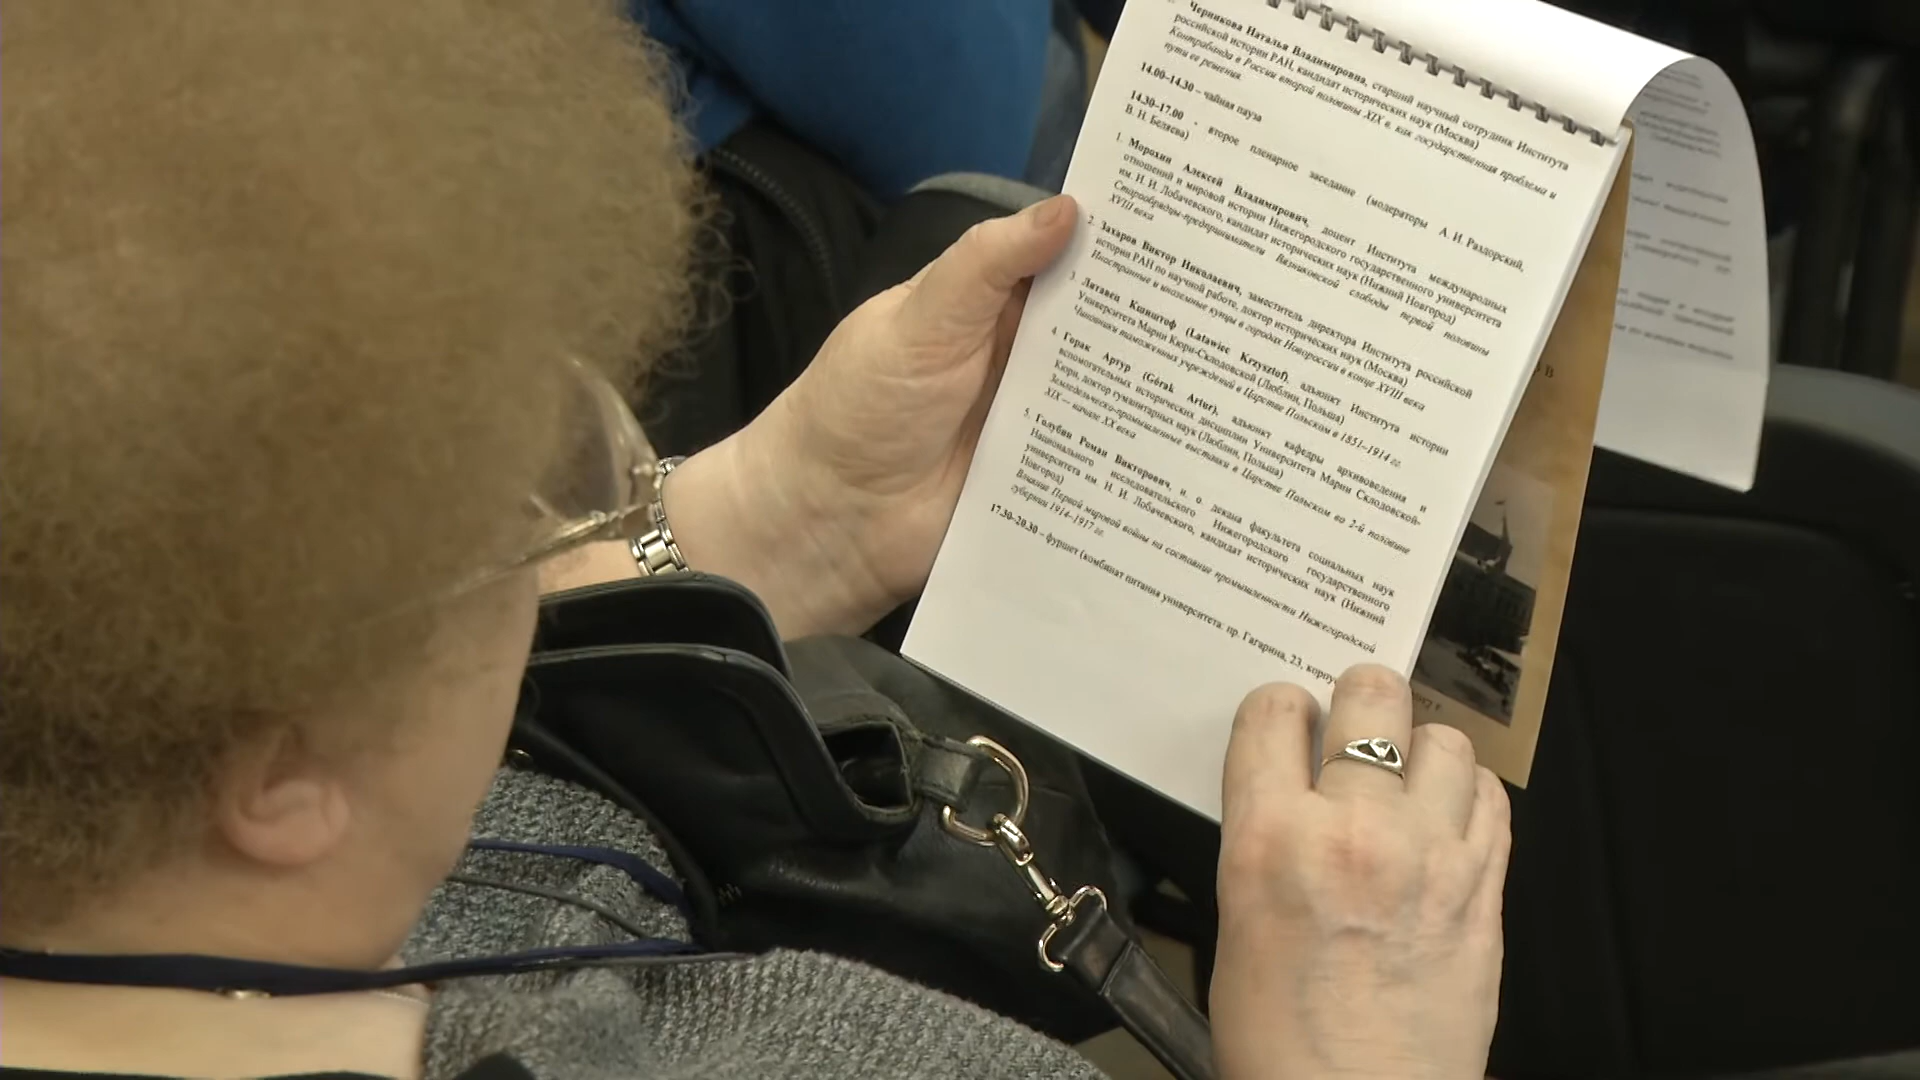 Черникова Наталья Владимировна, старший научный сотрудник Института
российской истории РАН, кандидат исторических наук (Москва)
Контрабанда в России второй половины XIX в. как государственная проблема и
пути ее решения.
14.00–14.30 – чайная пауза
14.30–17.00 - второе пленарное заседание (модераторы А. И. Раздорский,
В. Н. Беляева)
1. Морохин Алексей Владимирович, доцент Института международных
отношений и мировой истории Нижегородского государственного университета
им. Н. И. Лобачевского, кандидат исторических наук (Нижний Новгород)
Старообрядцы-предприниматели Вязниковской слободы первой половины
XVIII века
2. Захаров Виктор Николаевич, заместитель директора Института российской
истории РАН по научной работе, доктор исторических наук (Москва)
Иностранные и иноземные купцы в городах Новороссии в конце XVIII века
3. Латавец Кшиштоф (Latawiec Krzysztof), адъюнкт Института истории
Университета Марии Кюри-Склодовской (Люблин, Польша)
Чиновники таможенных учреждений в Царстве Польском в 1851–1914 гг.
4. Горак Артур (Górak Artur), адъюнкт кафедры архивоведения и
вспомогательных исторических дисциплин Университета Марии Склодовской-
Кюри, доктор гуманитарных наук (Люблин, Польша)
Земледельческо-промышленные выставки в Царстве Польском во 2-й половине
XIX — начале XX века
5. Голубин Роман Викторович, и. о. декана факультета социальных наук
Национального исследовательского Нижегородского государственного
университета им. Н. И. Лобачевского, кандидат исторических наук (Нижний
Новгород)
Влияние Первой мировой войны на состояние промышленности Нижегородской
губернии 1914–1917 гг.
17.30–20.30 – фуршет (комбинат питания университета: пр. Гагарина, 23, корпус